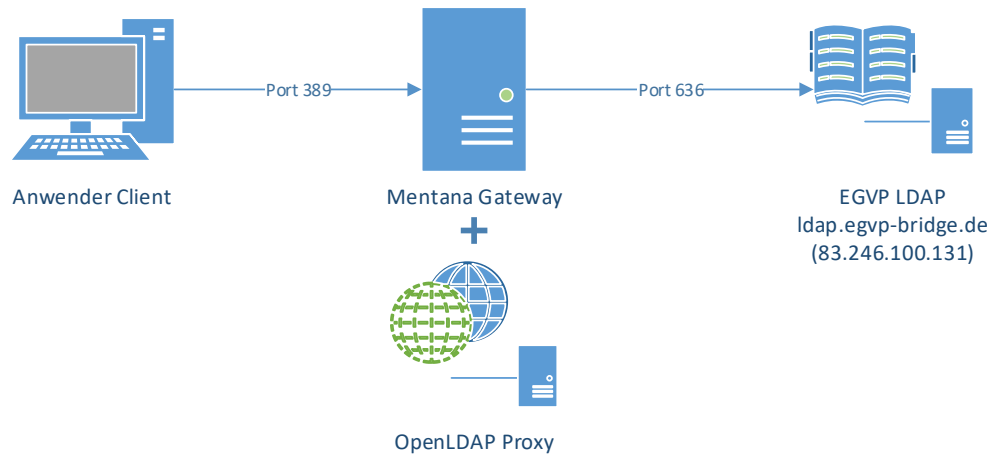 Port 389
Port 636
Anwender Client
Mentana Gateway
EGVP LDAP
ldap.egvp-bridge.de
(83.246.100.131)
OpenLDAP Proxy